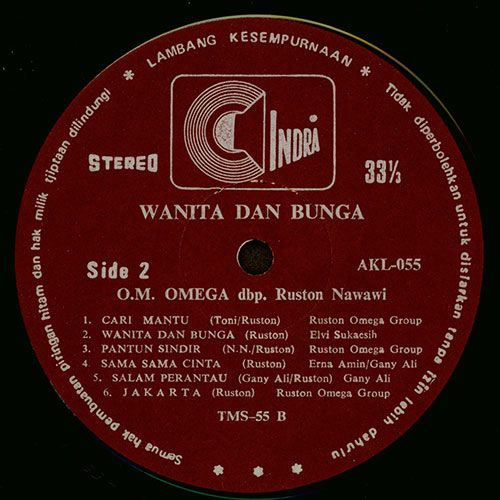 * LAMBANG KESEMPURNAAN *
C INDRA
STEREO
33⅓
WANITA DAN BUNGA
Side 2
AKL-055
O.M. OMEGA dbp. Ruston Nawawi
1. CARI MANTU (Toni/Ruston) Ruston Omega Group
2. WANITA DAN BUNGA (Ruston) Elvi Sukaesih
3. PANTUN SINDIR (N.N./Ruston) Ruston Omega Group
4. SAMA SAMA CINTA (Ruston) Erna Amin/Gany Ali
5. SALAM PERANTAU (Gany Ali/Ruston) Gany Ali
6. JAKARTA (Ruston) Ruston Omega Group
TMS-55 B
Semua hak pembuatan piringan hitam dan hak milik tjiptaan dilindungi
* Tidak diperbolehkan untuk disiarkan tanpa izin lebih dahulu *